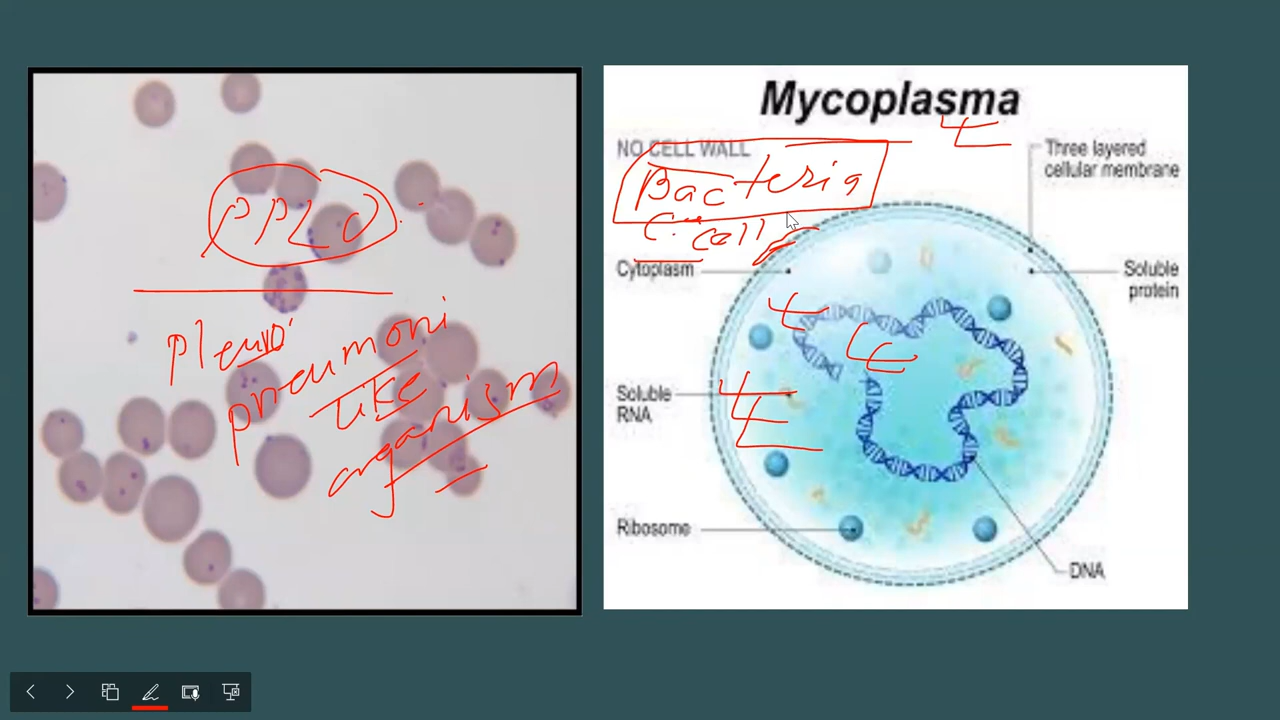 PPLO
Pleuro
pneumoni
like
organism
Mycoplasma
NO CELL WALL
Bacteria
cell
Three layered
cellular membrane
Cytoplasm
Soluble
protein
Soluble
RNA
Ribosome
DNA